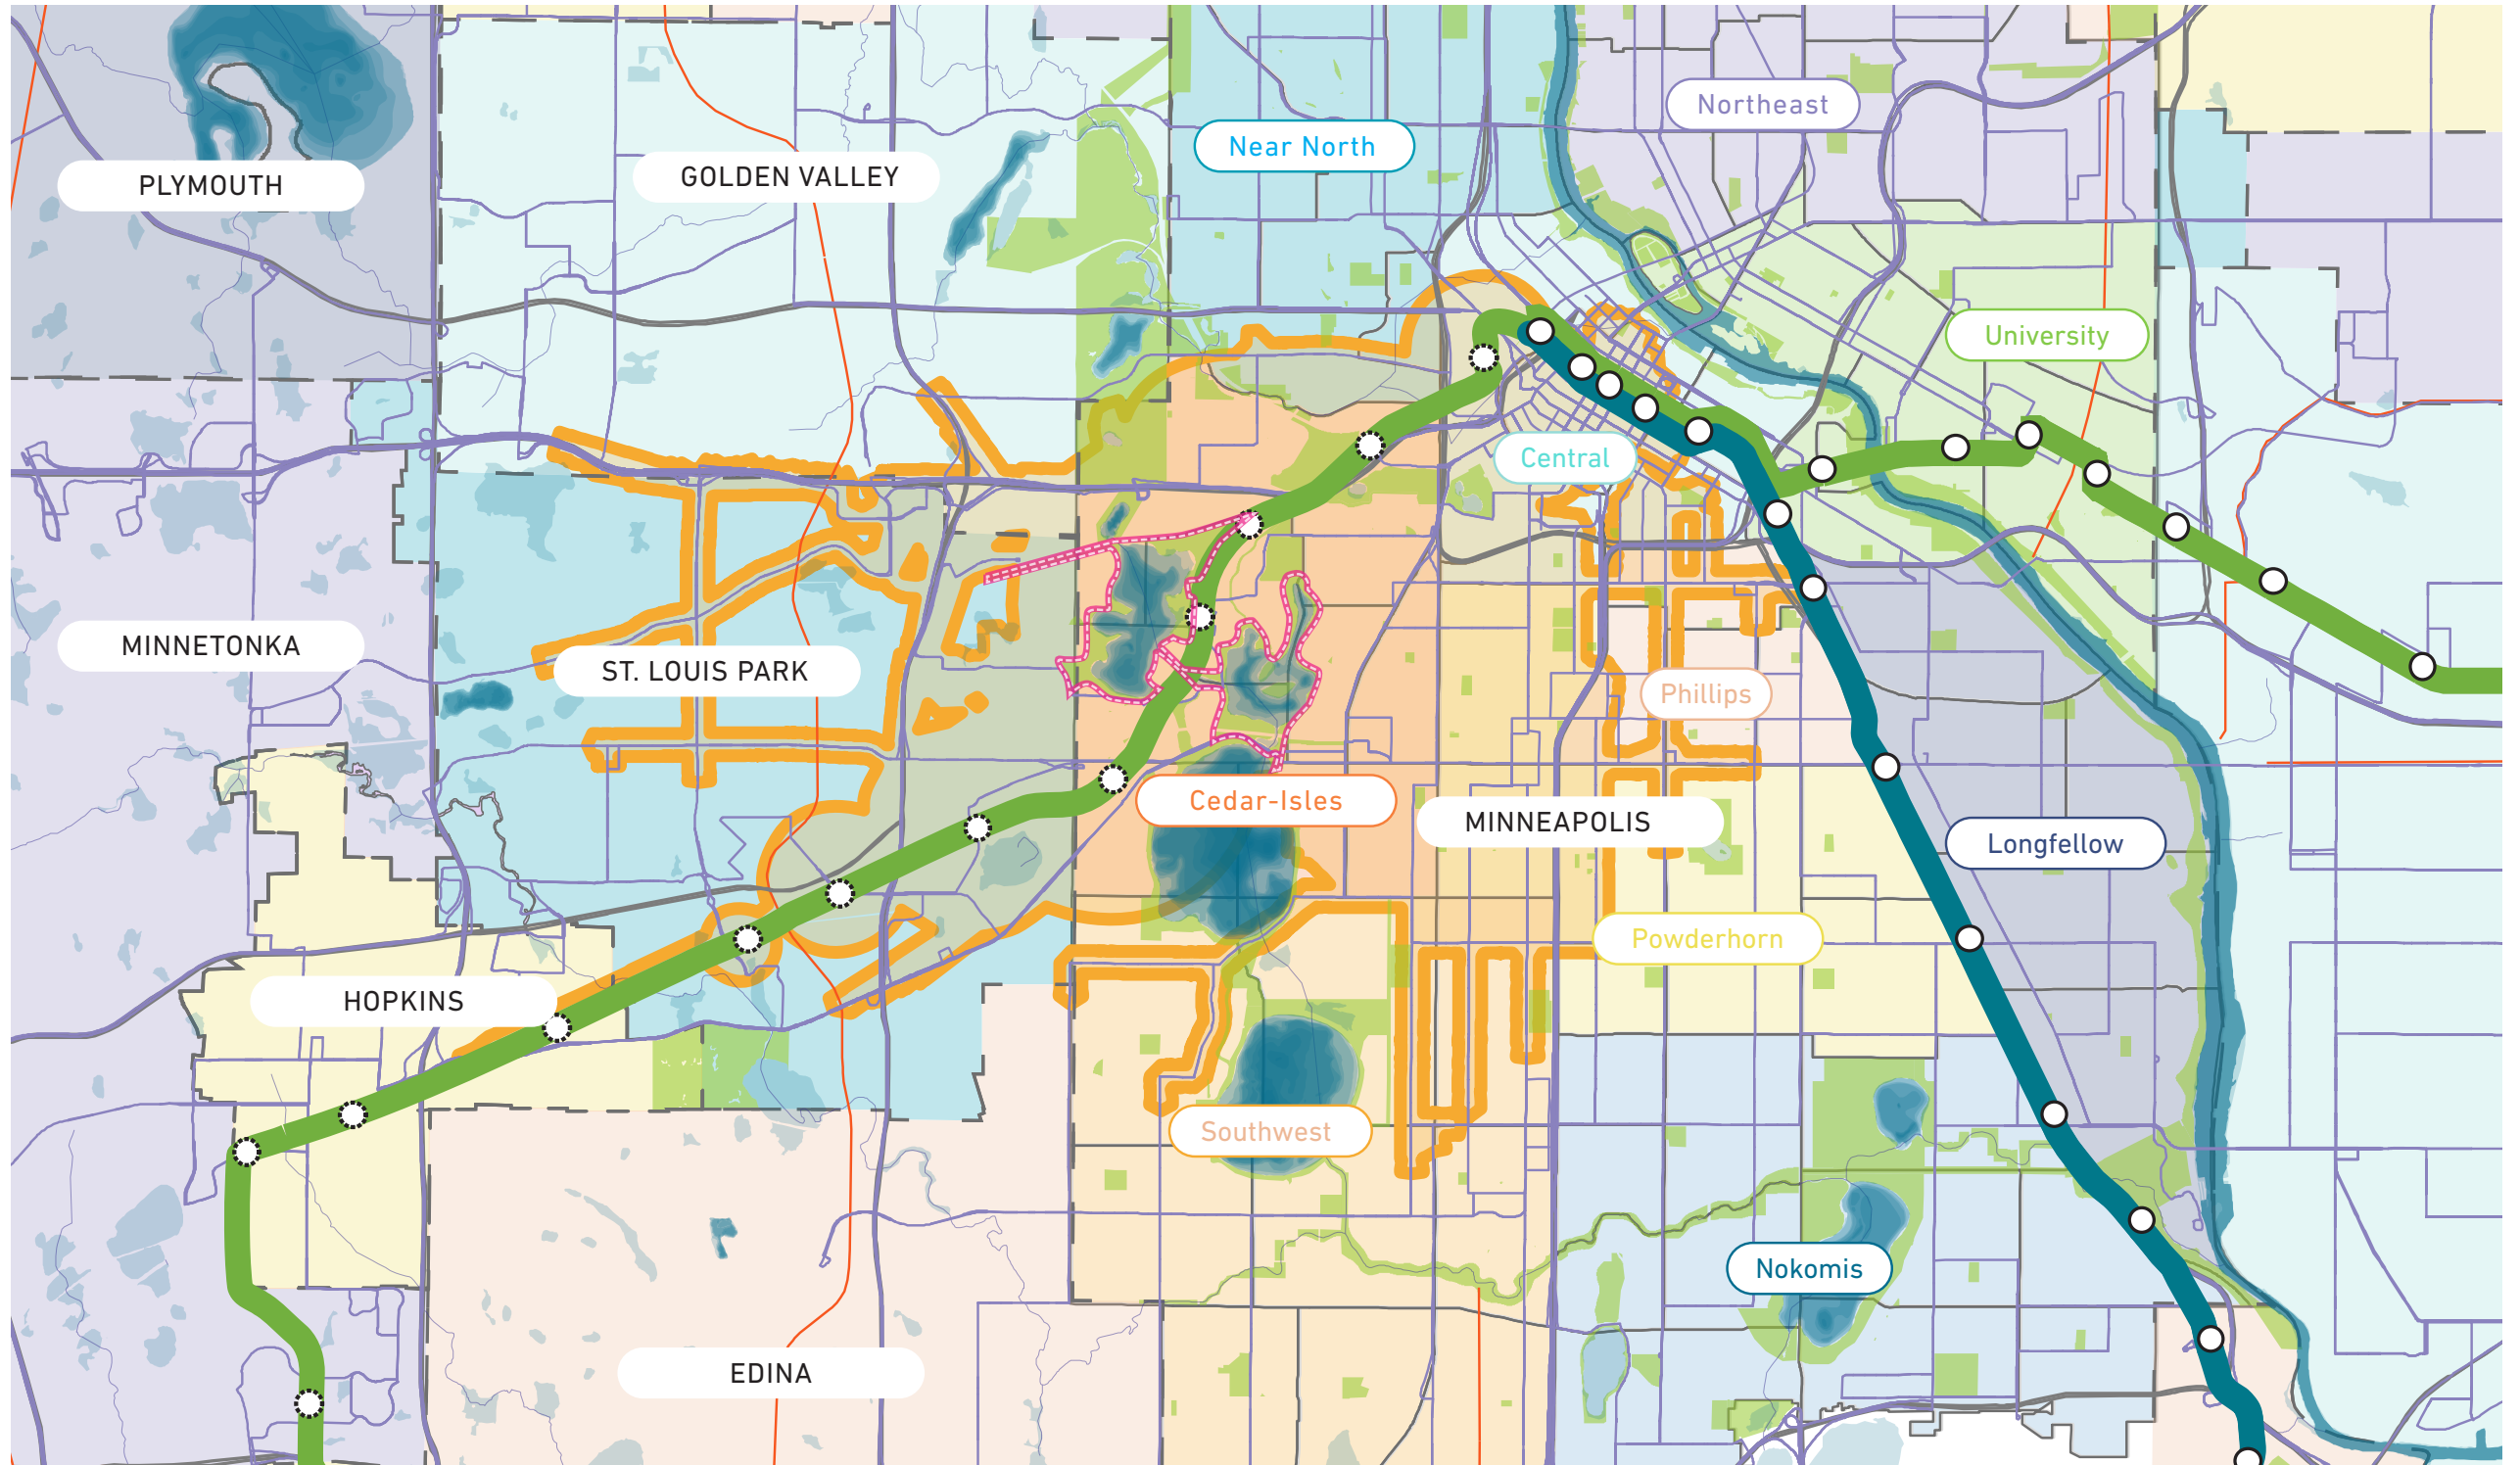 Northeast
Near North
PLYMOUTH
GOLDEN VALLEY
University
Central
MINNETONKA
ST. LOUIS PARK
Phillips
Cedar-Isles
MINNEAPOLIS
Longfellow
Powderhorn
HOPKINS
Southwest
Nokomis
EDINA